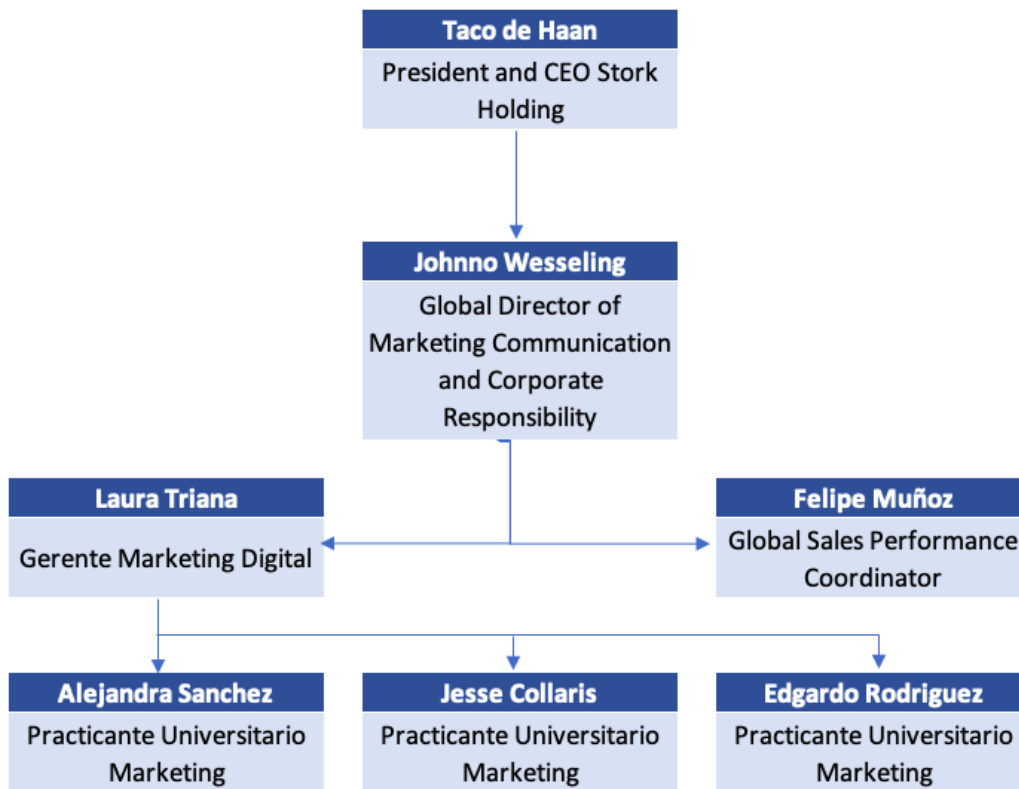 Taco de Haan
President and CEO Stork
Holding
Johnno Wesseling
Global Director of
Marketing Communication
and Corporate
Responsibility
Laura Triana
Gerente Marketing Digital
Felipe Muñoz
Global Sales Performance
Coordinator
Alejandra Sanchez
Practicante Universitario
Marketing
Jesse Collaris
Practicante Universitario
Marketing
Edgardo Rodriguez
Practicante Universitario
Marketing